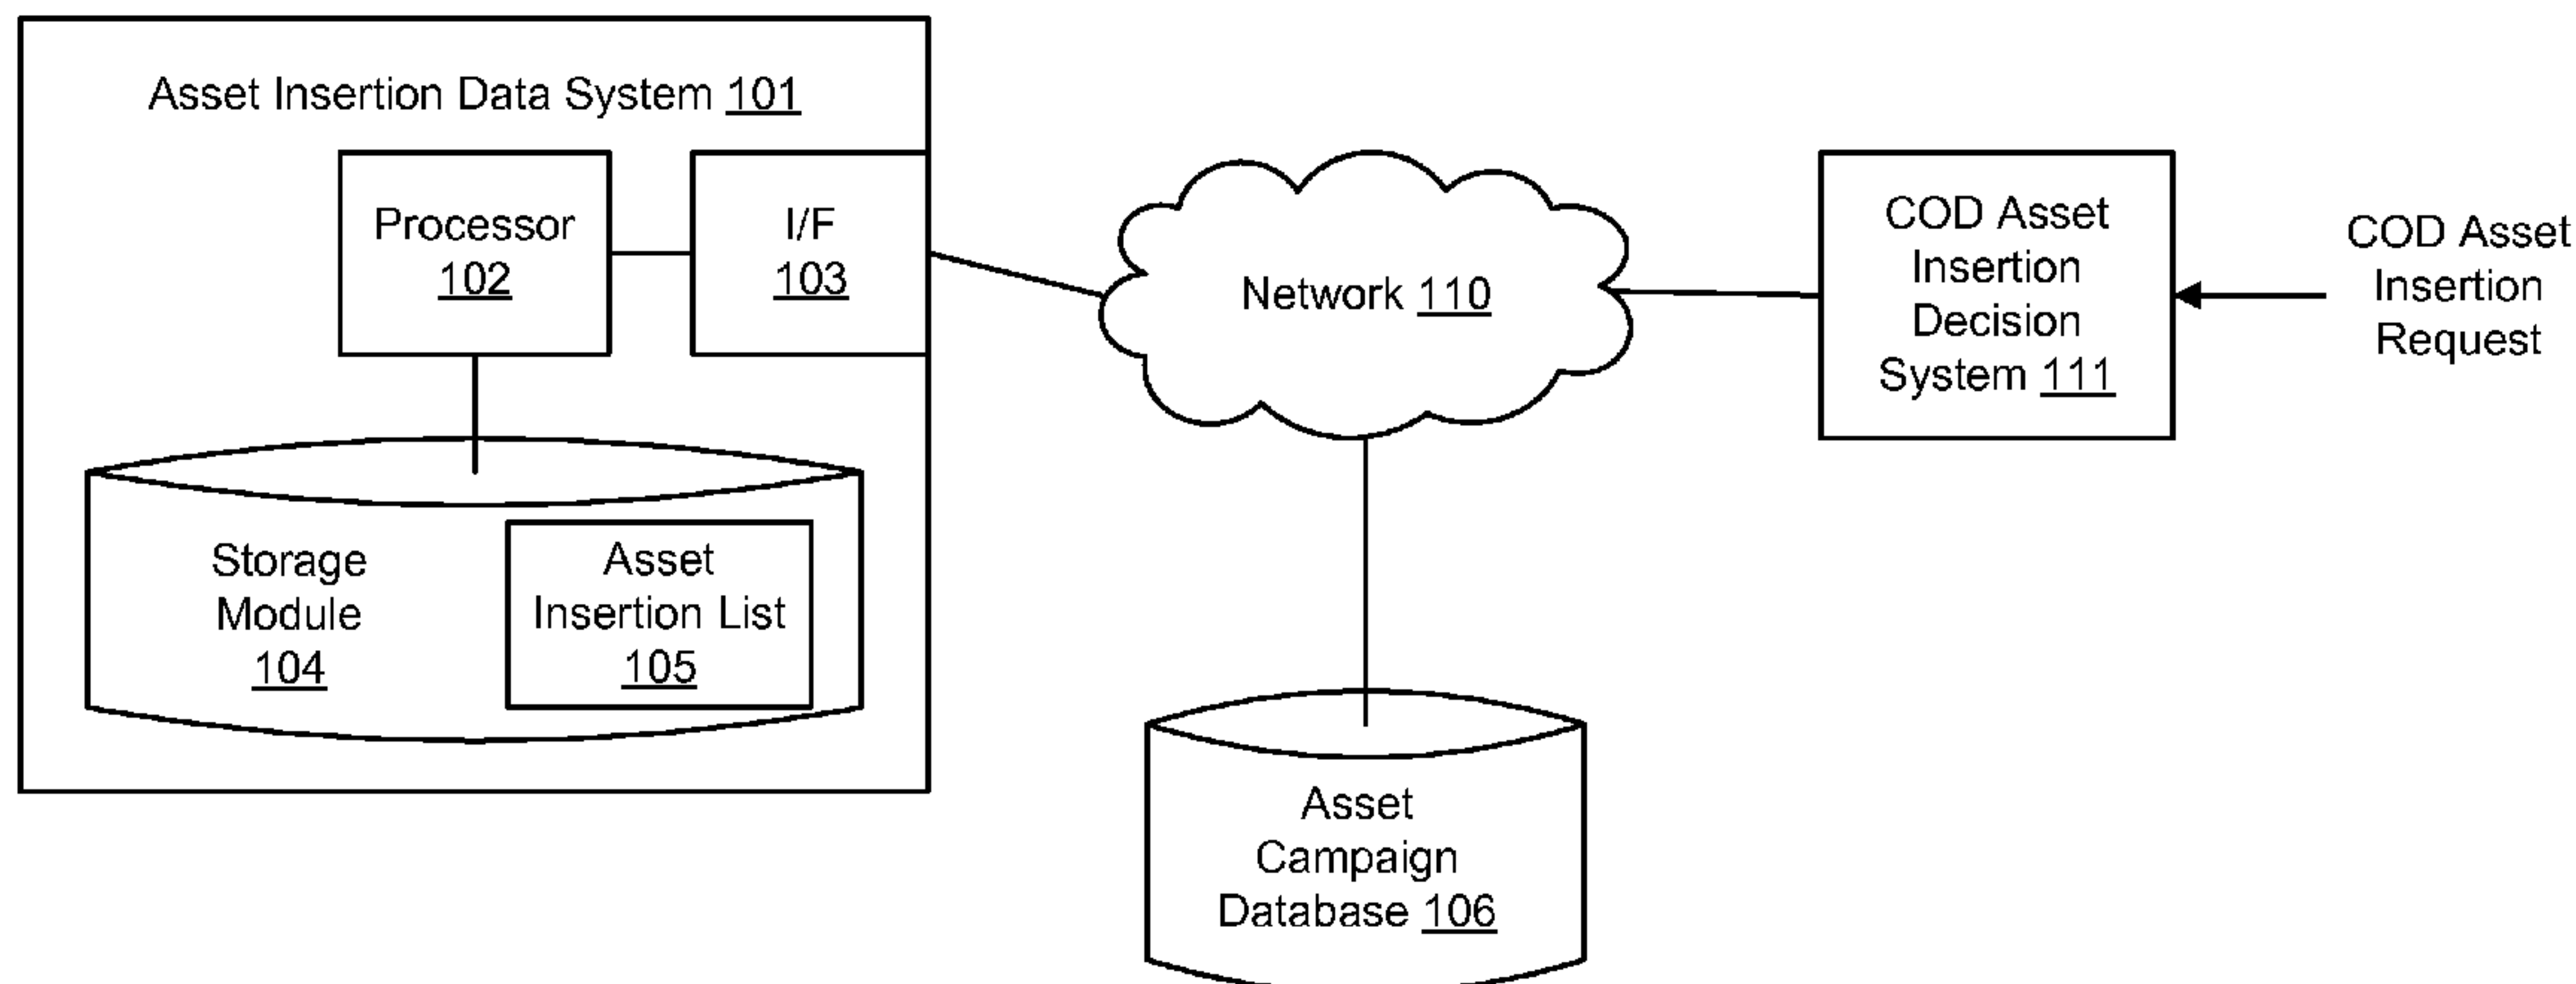 Asset Insertion Data System 101
Processor
102
I/F
103
Storage
Module
104
Asset
Insertion List
105
Network 110
COD Asset
Insertion
Decision
System 111
COD Asset
Insertion
Request
Asset
Campaign
Database 106